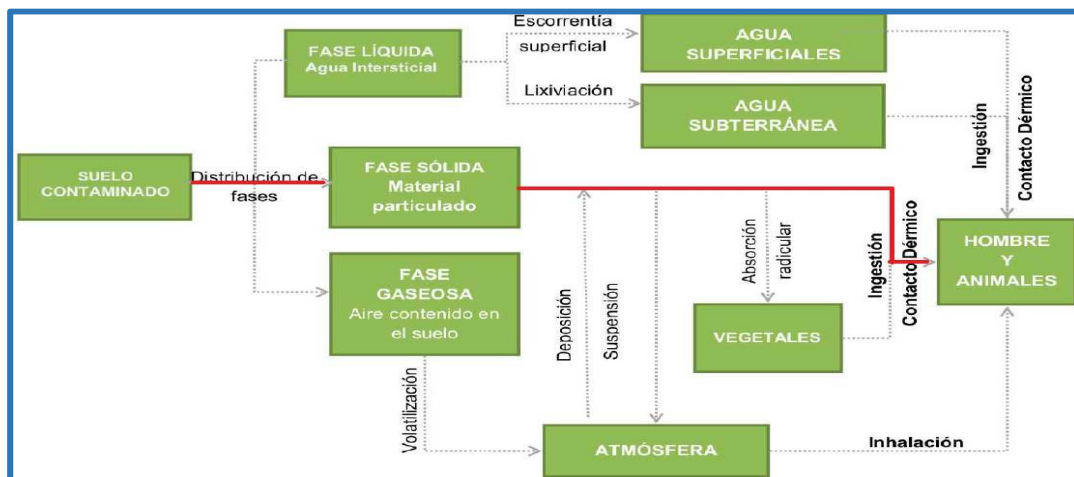 Escorrentía
superficial
FASE LÍQUIDA
Agua Intersticial
Lixiviación
AGUA
SUPERFICIALES
AGUA
SUBTERRÁNEA
Ingestión
Contacto Dérmico
SUELO
CONTAMINADO
Distribución de
fases
FASE SÓLIDA
Material
particulado
FASE
GASEOSA
Aire contenido en
el suelo
Volatilización
Deposición
Suspensión
Absorción
radicular
VEGETALES
Ingestión
Contacto Dérmico
HOMBRE
Y
ANIMALES
ATMÓSFERA
Inhalación